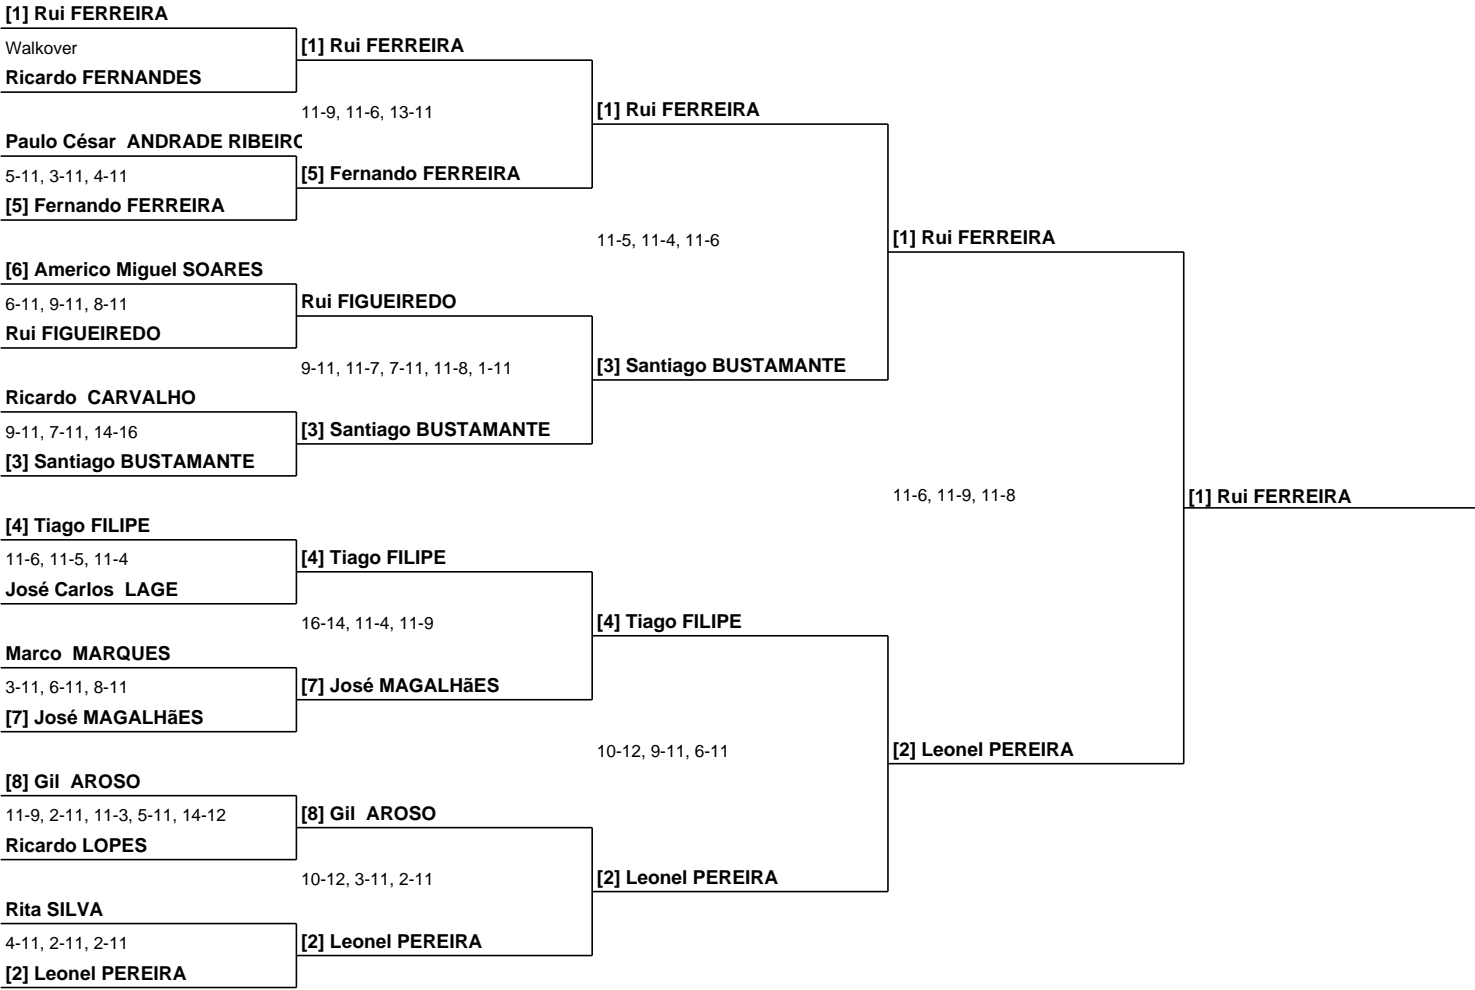 [1] Rui FERREIRA
Walkover
[1] Rui FERREIRA
Ricardo FERNANDES
11-9, 11-6, 13-11
[1] Rui FERREIRA
Paulo César  ANDRADE RIBEIRO
5-11, 3-11, 4-11
[5] Fernando FERREIRA
[5] Fernando FERREIRA
11-5, 11-4, 11-6
[1] Rui FERREIRA
[6] Americo Miguel SOARES
6-11, 9-11, 8-11
Rui FIGUEIREDO
Rui FIGUEIREDO
9-11, 11-7, 7-11, 11-8, 1-11
[3] Santiago BUSTAMANTE
Ricardo  CARVALHO
9-11, 7-11, 14-16
[3] Santiago BUSTAMANTE
[3] Santiago BUSTAMANTE
11-6, 11-9, 11-8
[1] Rui FERREIRA
[4] Tiago FILIPE
11-6, 11-5, 11-4
[4] Tiago FILIPE
José Carlos  LAGE
16-14, 11-4, 11-9
[4] Tiago FILIPE
Marco  MARQUES
3-11, 6-11, 8-11
[7] José MAGALHãES
[7] José MAGALHãES
10-12, 9-11, 6-11
[2] Leonel PEREIRA
[8] Gil  AROSO
11-9, 2-11, 11-3, 5-11, 14-12
[8] Gil  AROSO
Ricardo LOPES
10-12, 3-11, 2-11
[2] Leonel PEREIRA
Rita SILVA
4-11, 2-11, 2-11
[2] Leonel PEREIRA
[2] Leonel PEREIRA